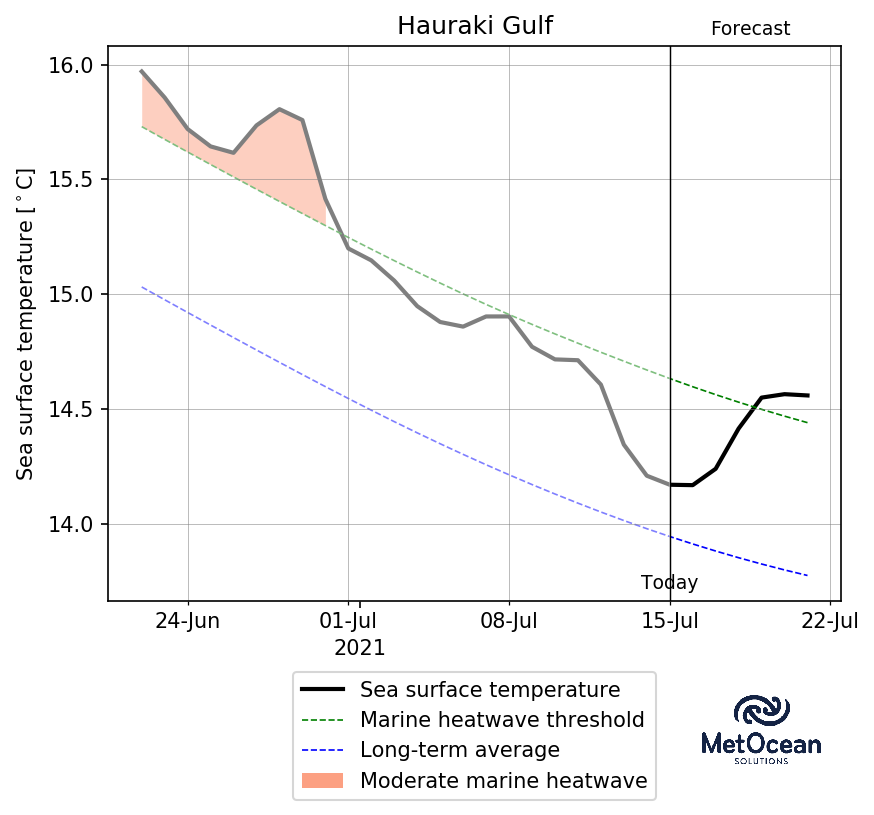 Hauraki Gulf
Forecast
Sea surface temperature [°C]
16.0
15.5
15.0
14.5
14.0
Today
24-Jun 01-Jul 08-Jul 15-Jul 22-Jul
2021
Sea surface temperature
Marine heatwave threshold
Long-term average
Moderate marine heatwave
MetOcean
SOLUTIONS